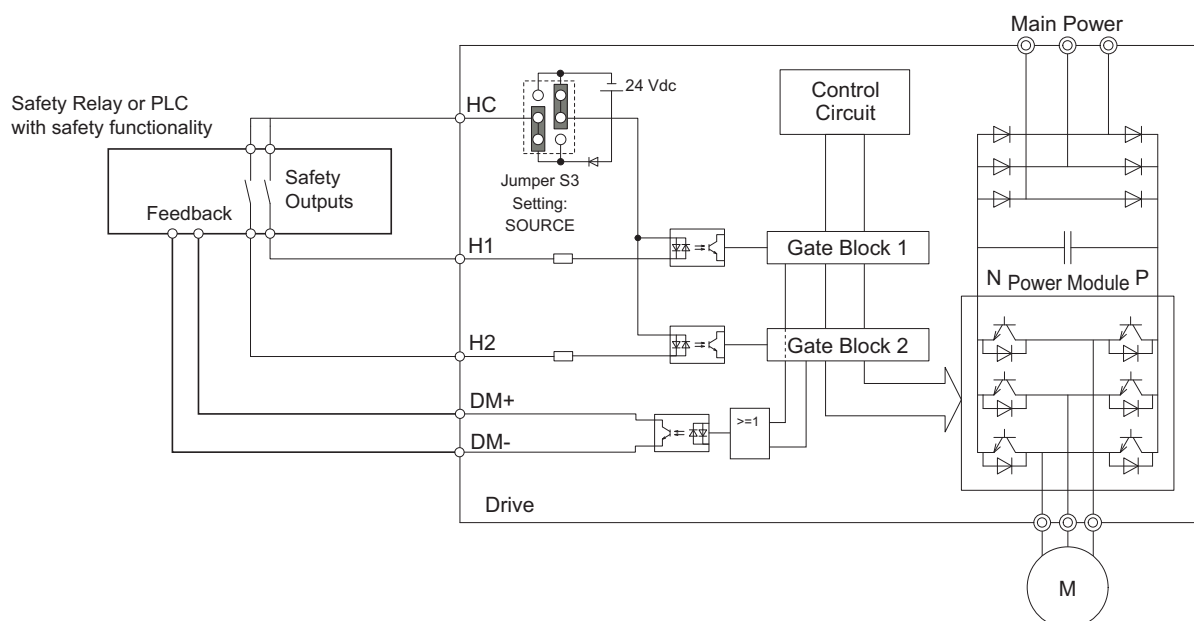 Main Power
Safety Relay or PLC
with safety functionality
HC
24 Vdc
Control
Circuit
Jumper S3
Setting:
SOURCE
Safety
Outputs
Feedback
H1
Gate Block 1
N
Power Module
P
H2
Gate Block 2
DM+
>=1
DM-
Drive
M